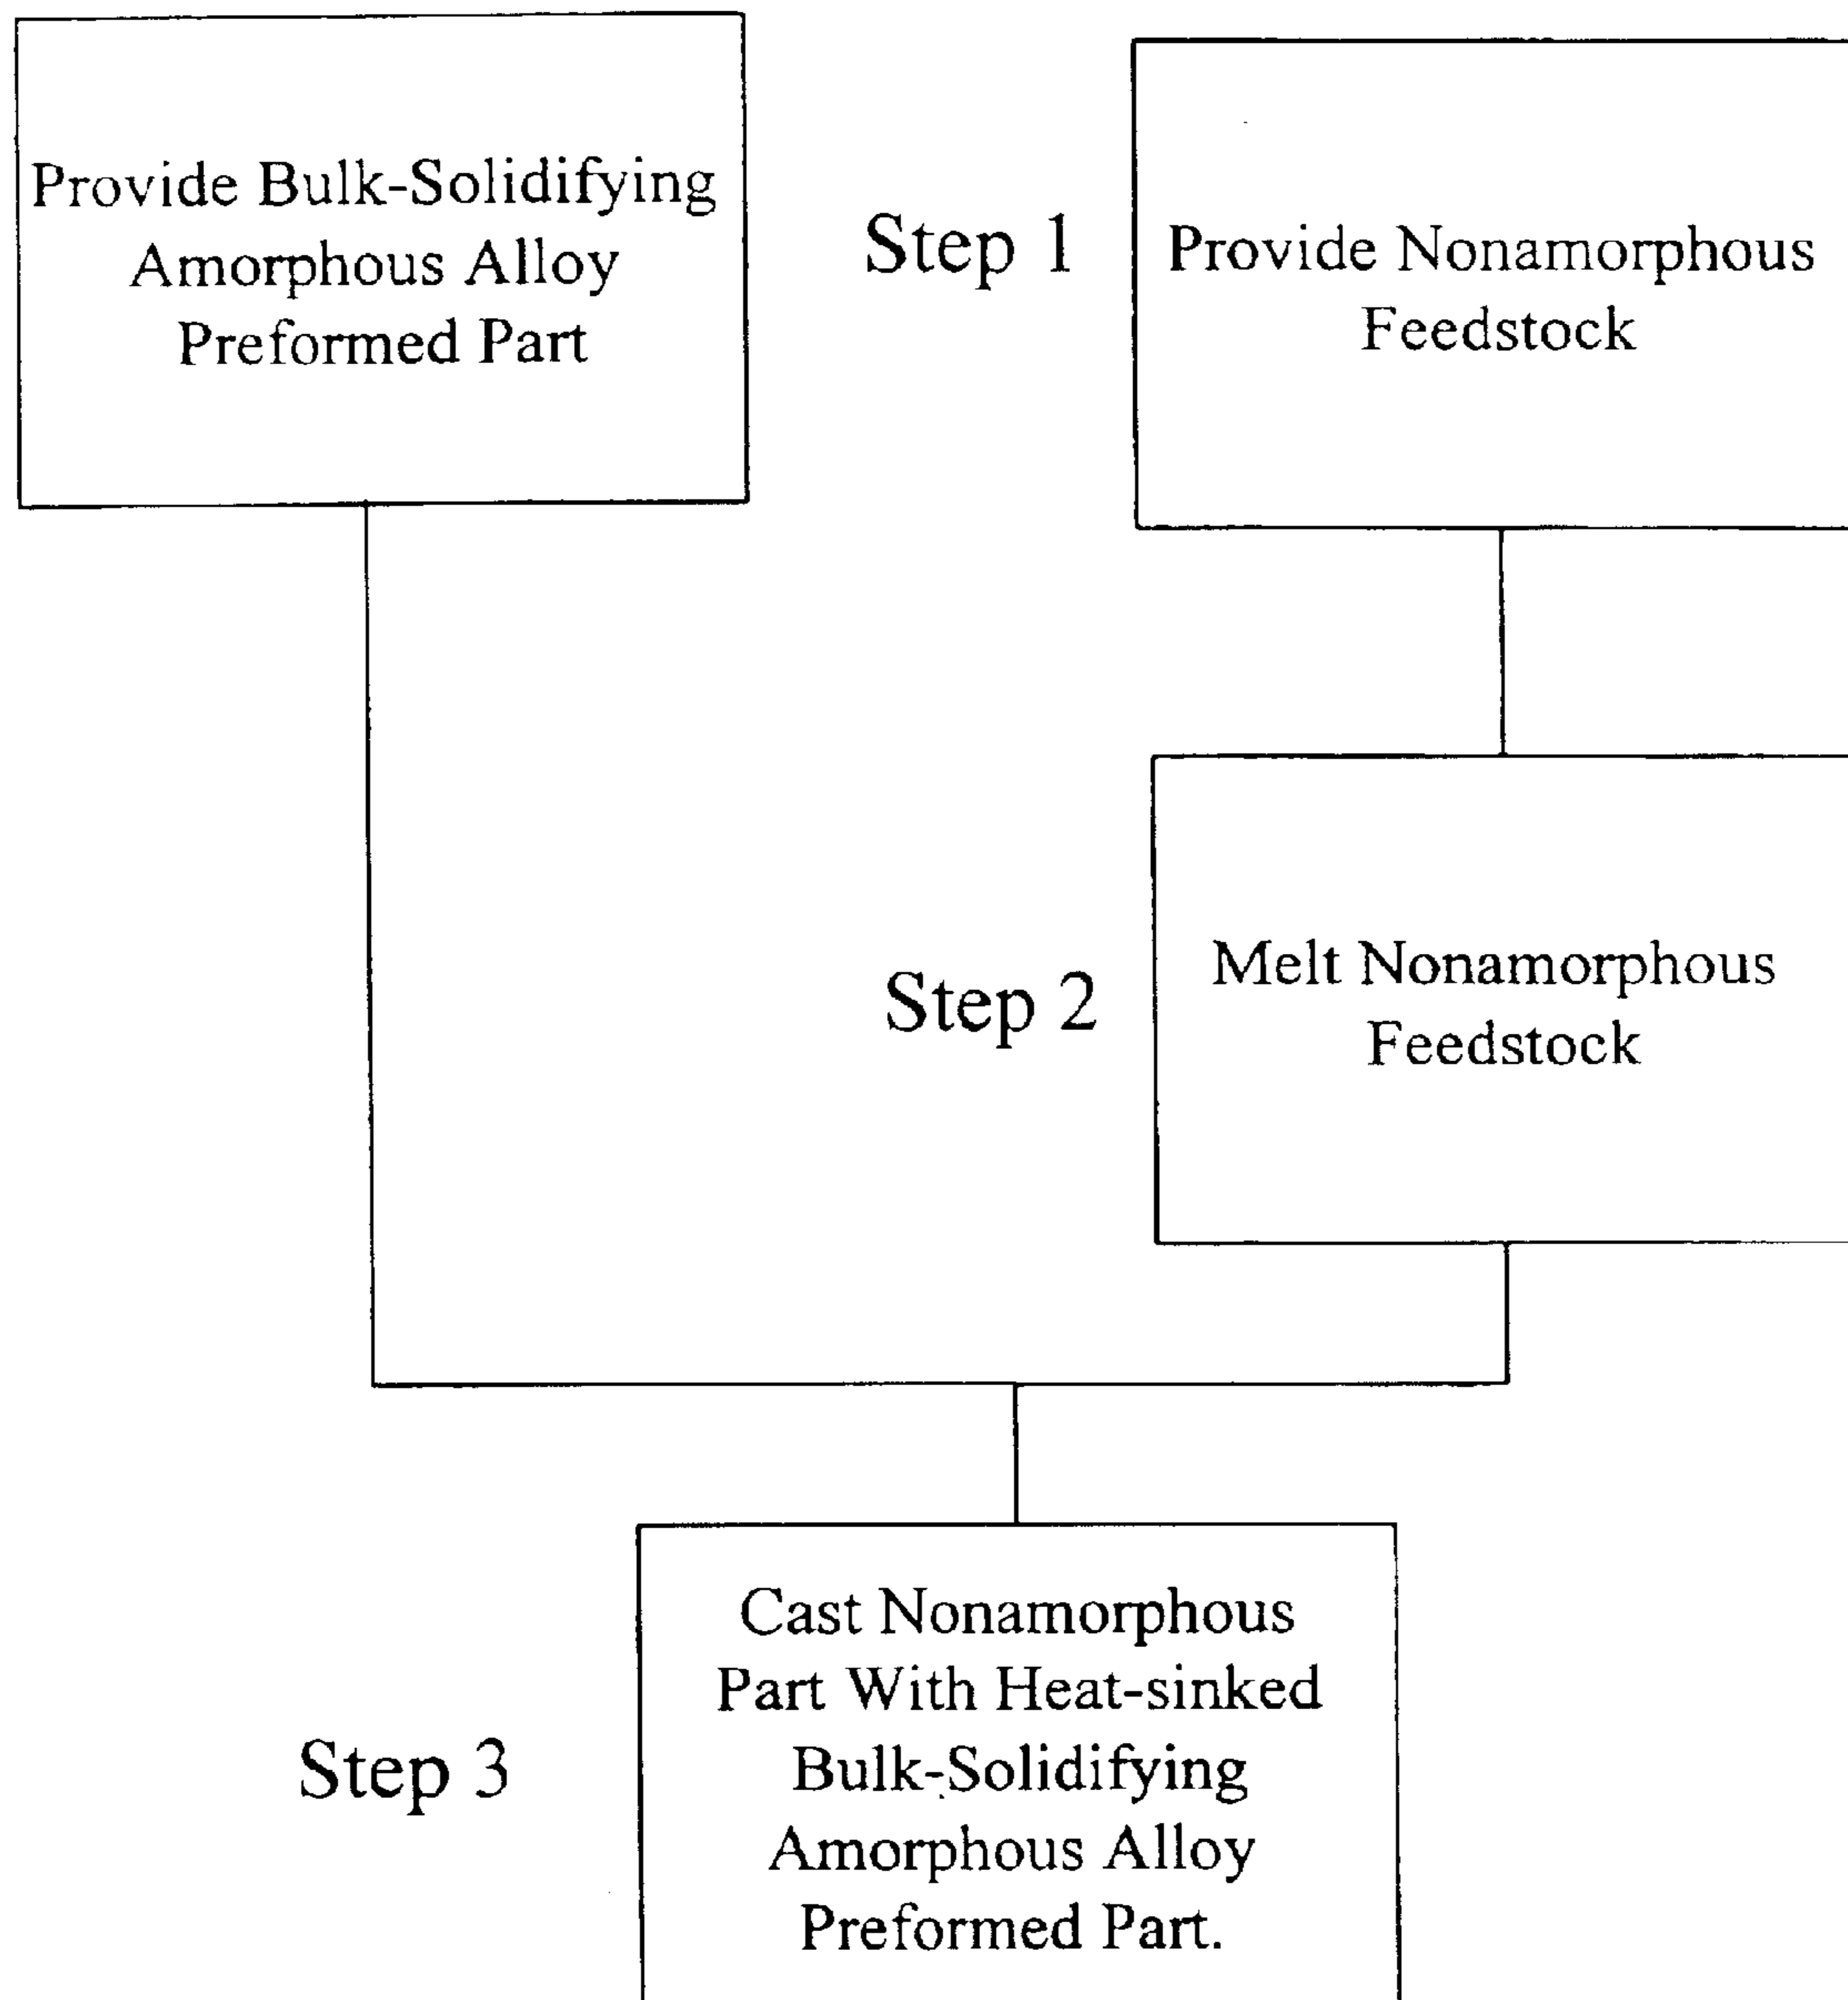 Provide Bulk-Solidifying
Amorphous Alloy
Preformed Part
Step 1
Provide Nonamorphous
Feedstock
Step 2
Melt Nonamorphous
Feedstock
Step 3
Cast Nonamorphous
Part With Heat-sinked
Bulk-Solidifying
Amorphous Alloy
Preformed Part.